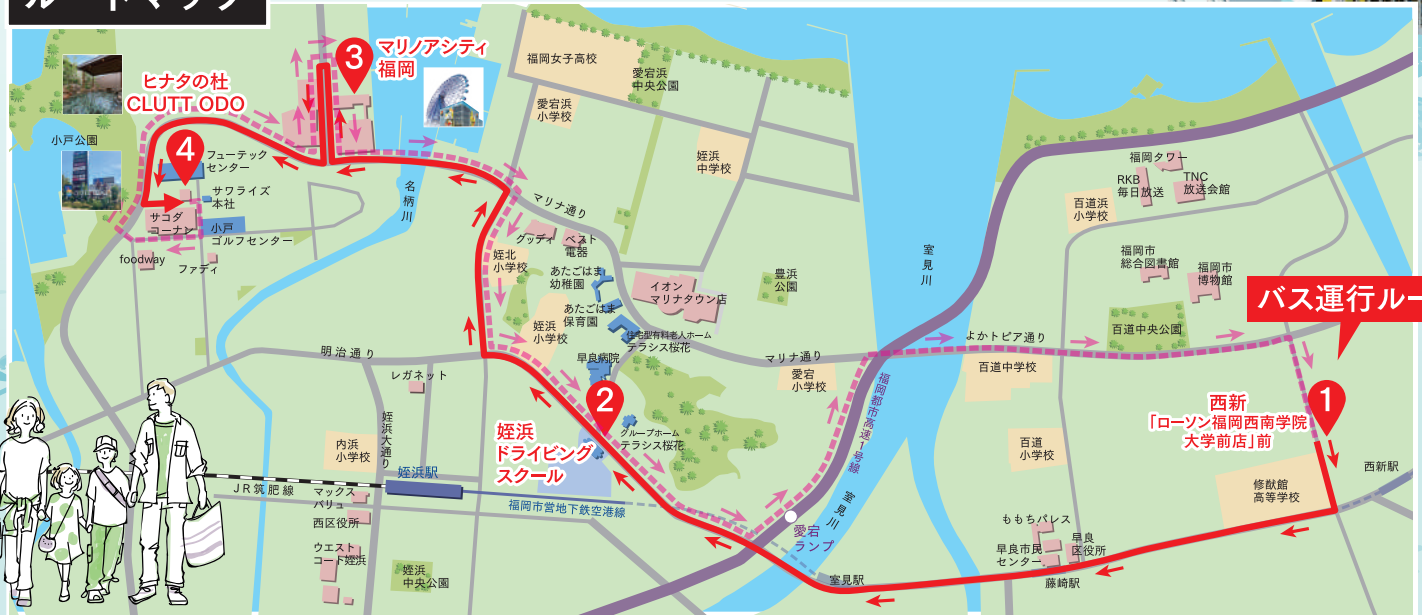 ルートマップ
3
マリノアシティ
福岡
ヒナタの杜
CLUTT ODO
小戸公園
4
フューテック
センター
サワライズ
本社
サコダ
コーナン
小戸
ゴルフセンター
foodway
ファディ
名柄川
福岡女子高校
愛宕浜
中央公園
愛宕浜
小学校
姪浜
中学校
マリナ通り
グッディ
ベスト
電器
姪北
小学校
あたごはま
幼稚園
あたごはま
保育園
イオン
マリナタウン店
豊浜
公園
姪浜
小学校
住宅型有料老人ホーム
テラシス桜花
早良病院
マリナ通り
愛宕
小学校
明治通り
レガネット
2
姪浜
ドライビング
スクール
グループホーム
テラシス桜花
内浜
小学校
姪浜大通り
姪浜駅
JR筑肥線
福岡市営地下鉄空港線
マックス
バリュ
西区役所
ウエスト
コート姪浜
姪浜
中央公園
室見川
福岡都市高速1号線
室見川
愛宕
ランプ
室見駅
福岡タワー
RKB
毎日放送
TNC
放送会館
百道浜
小学校
福岡市
総合図書館
福岡市
博物館
百道中央公園
バス運行ルー
よかトピア通り
百道中学校
1
西新
「ローソン福岡西南学院
大学前店」前
百道
小学校
西新駅
修猷館
高等学校
ももちパレス
早良市民
センター
早良
区役所
藤崎駅